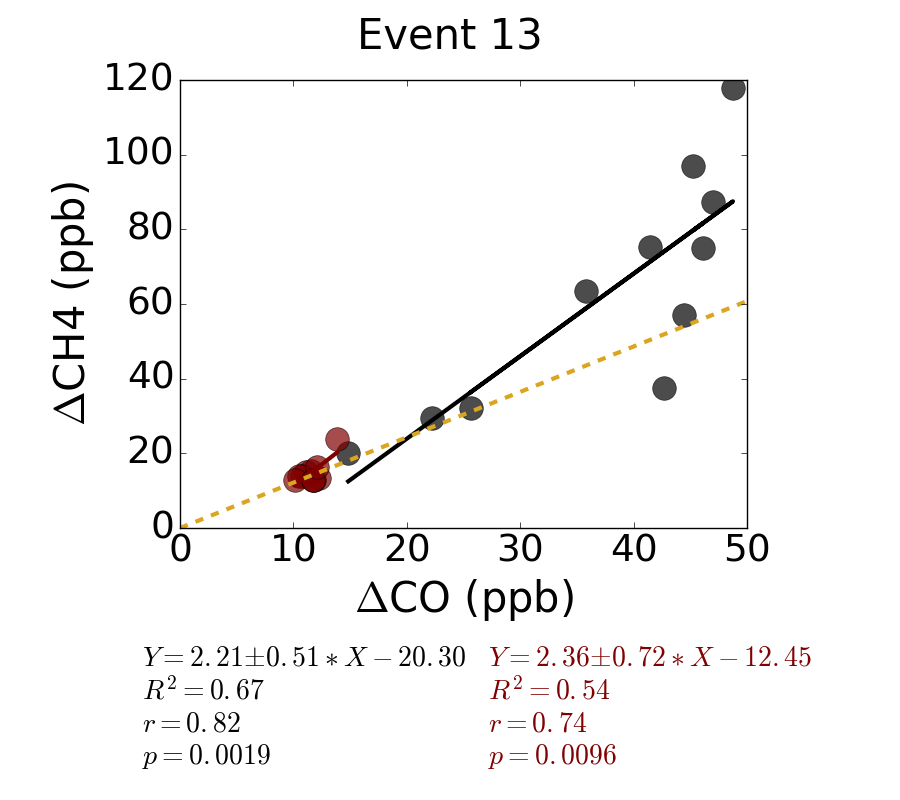 Event 13
120
100
80
60
40
20
0
ΔCH4 (ppb)
0 10 20 30 40 50
ΔCO (ppb)
Y=2.21±0.51∗X−20.30 Y=2.36±0.72∗X−12.45
R²=0.67 R²=0.54
r=0.82 r=0.74
p=0.0019 p=0.0096